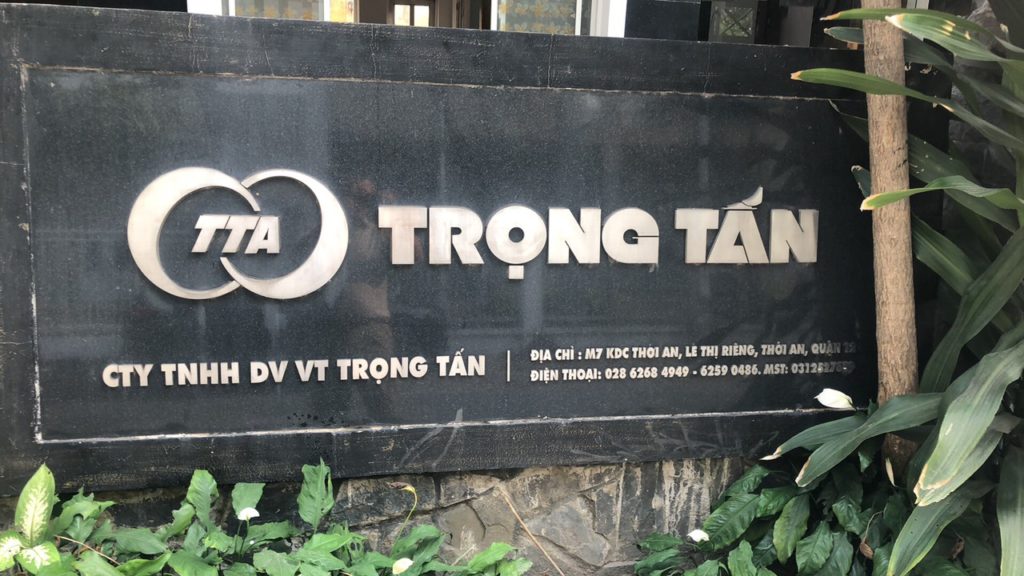 TTA
TRỌNG TẤN
CTY TNHH DV VT TRỌNG TẤN
ĐỊA CHỈ : M7 KDC THỚI AN, LÊ THỊ RIÊNG, THỚI AN, QUẬN
ĐIỆN THOẠI: 028 6268 4949 - 6259 0486. MST: